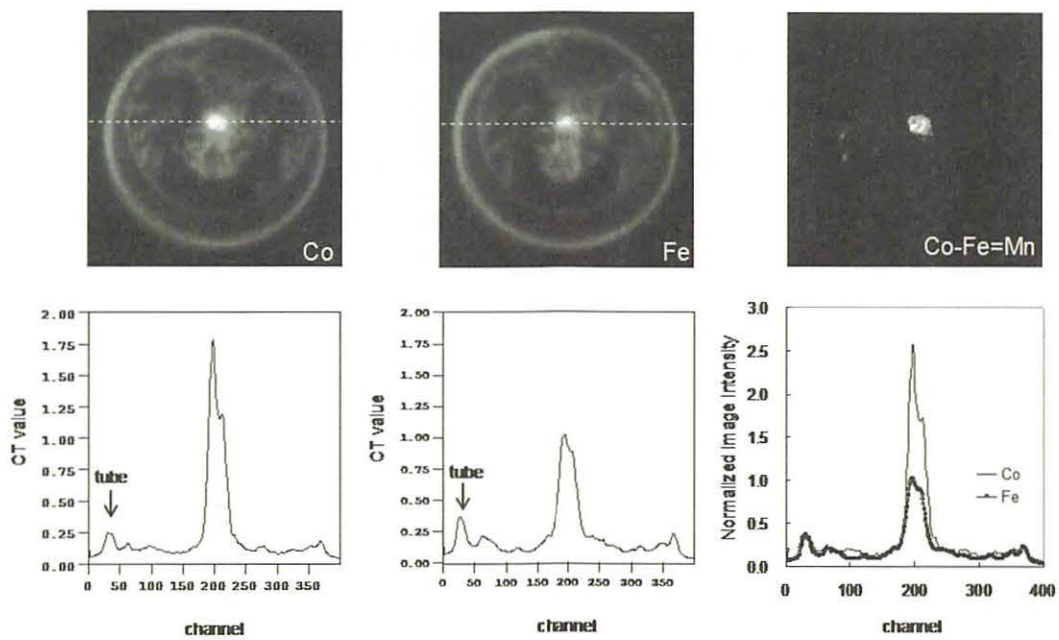 Co
Fe
Co-Fe=Mn
2.00
1.75
1.50
1.25
1.00
0.75
0.50
0.25
0.00
CT value
tube
0 50 100 150 200 250 300 350
channel
2.00
1.75
1.50
1.25
1.00
0.75
0.50
0.25
0.00
CT value
tube
0 50 100 150 200 250 300 350
channel
3.0
2.5
2.0
1.5
1.0
0.5
0.0
Normalized Image Intensity
Co
Fe
0 100 200 300 400
channel